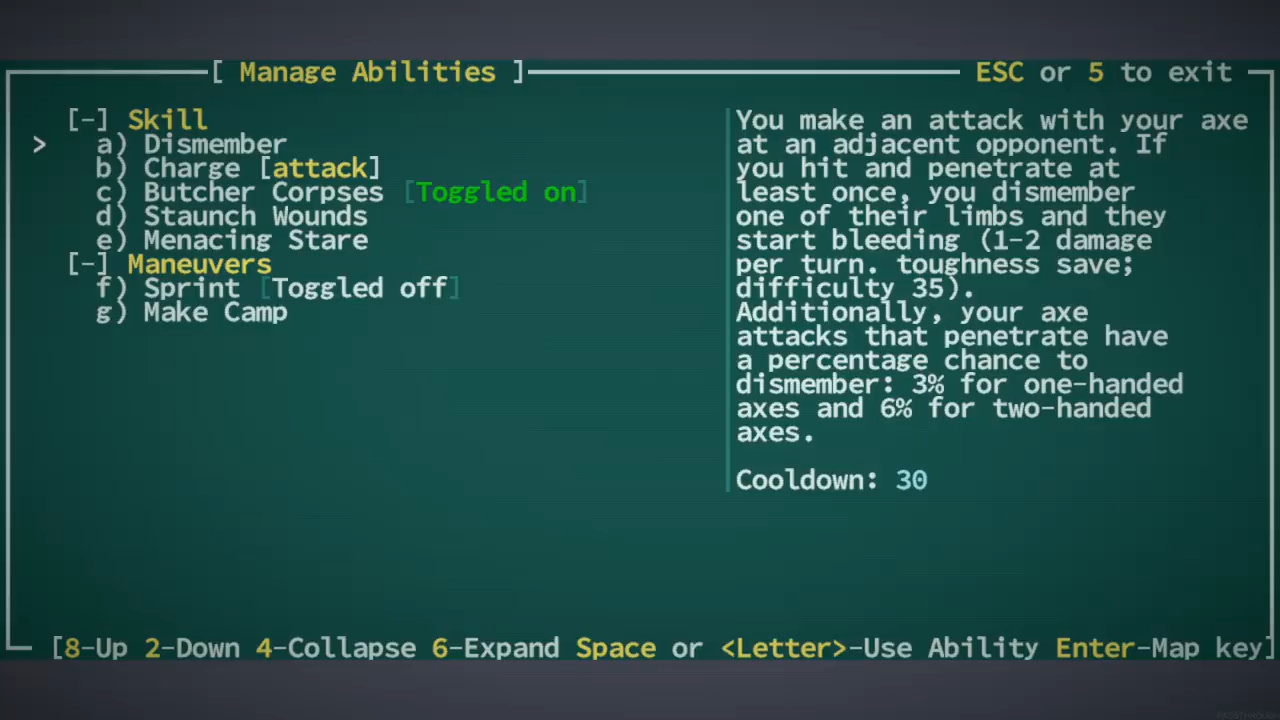 [ Manage Abilities ] ESC or 5 to exit
[-] Skill
> a) Dismember
b) Charge [attack]
c) Butcher Corpses [Toggled on]
d) Staunch Wounds
e) Menacing Stare
[-] Maneuvers
f) Sprint [Toggled off]
g) Make Camp
You make an attack with your axe
at an adjacent opponent. If
you hit and penetrate at
least once, you dismember
one of their limbs and they
start bleeding (1-2 damage
per turn. toughness save;
difficulty 35).
Additionally, your axe
attacks that penetrate have
a percentage chance to
dismember: 3% for one-handed
axes and 6% for two-handed
axes.
Cooldown: 30
[8-Up 2-Down 4-Collapse 6-Expand Space or <Letter>-Use Ability Enter-Map key]